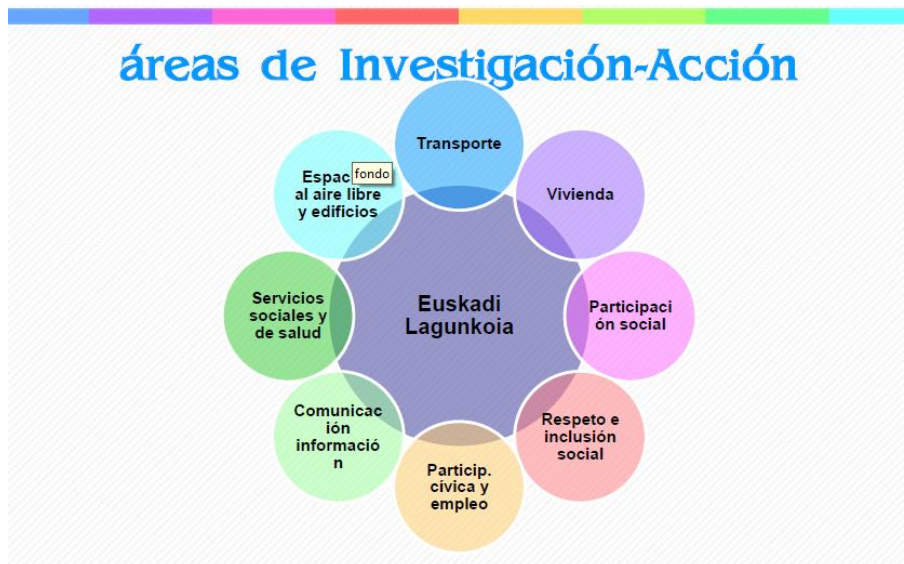 áreas de Investigación-Acción
Transporte
Vivienda
Participaci
ón social
Respeto e
inclusión
social
Particip.
cívica y
empleo
Comunicac
ión
informació
n
Servicios
sociales y
de salud
Espac
al aire libre
y edificios
fondo
Euskadi
Lagunkoia